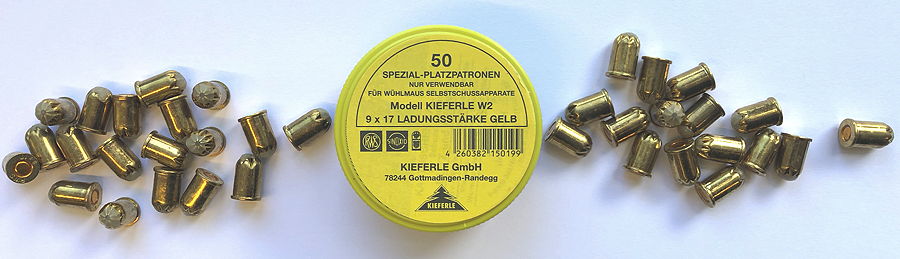 50
SPEZIAL-PLATZPATRONEN
NUR VERWENDBAR
FÜR WÜHLMAUS SELBSTSCHUSSAPPARATE
Modell KIEFERLE W2
9 x 17 LADUNGSSTÄRKE GELB
RWS
4 260382 150199
KIEFERLE GmbH
78244 Gottmadingen-Randegg
KIEFERLE